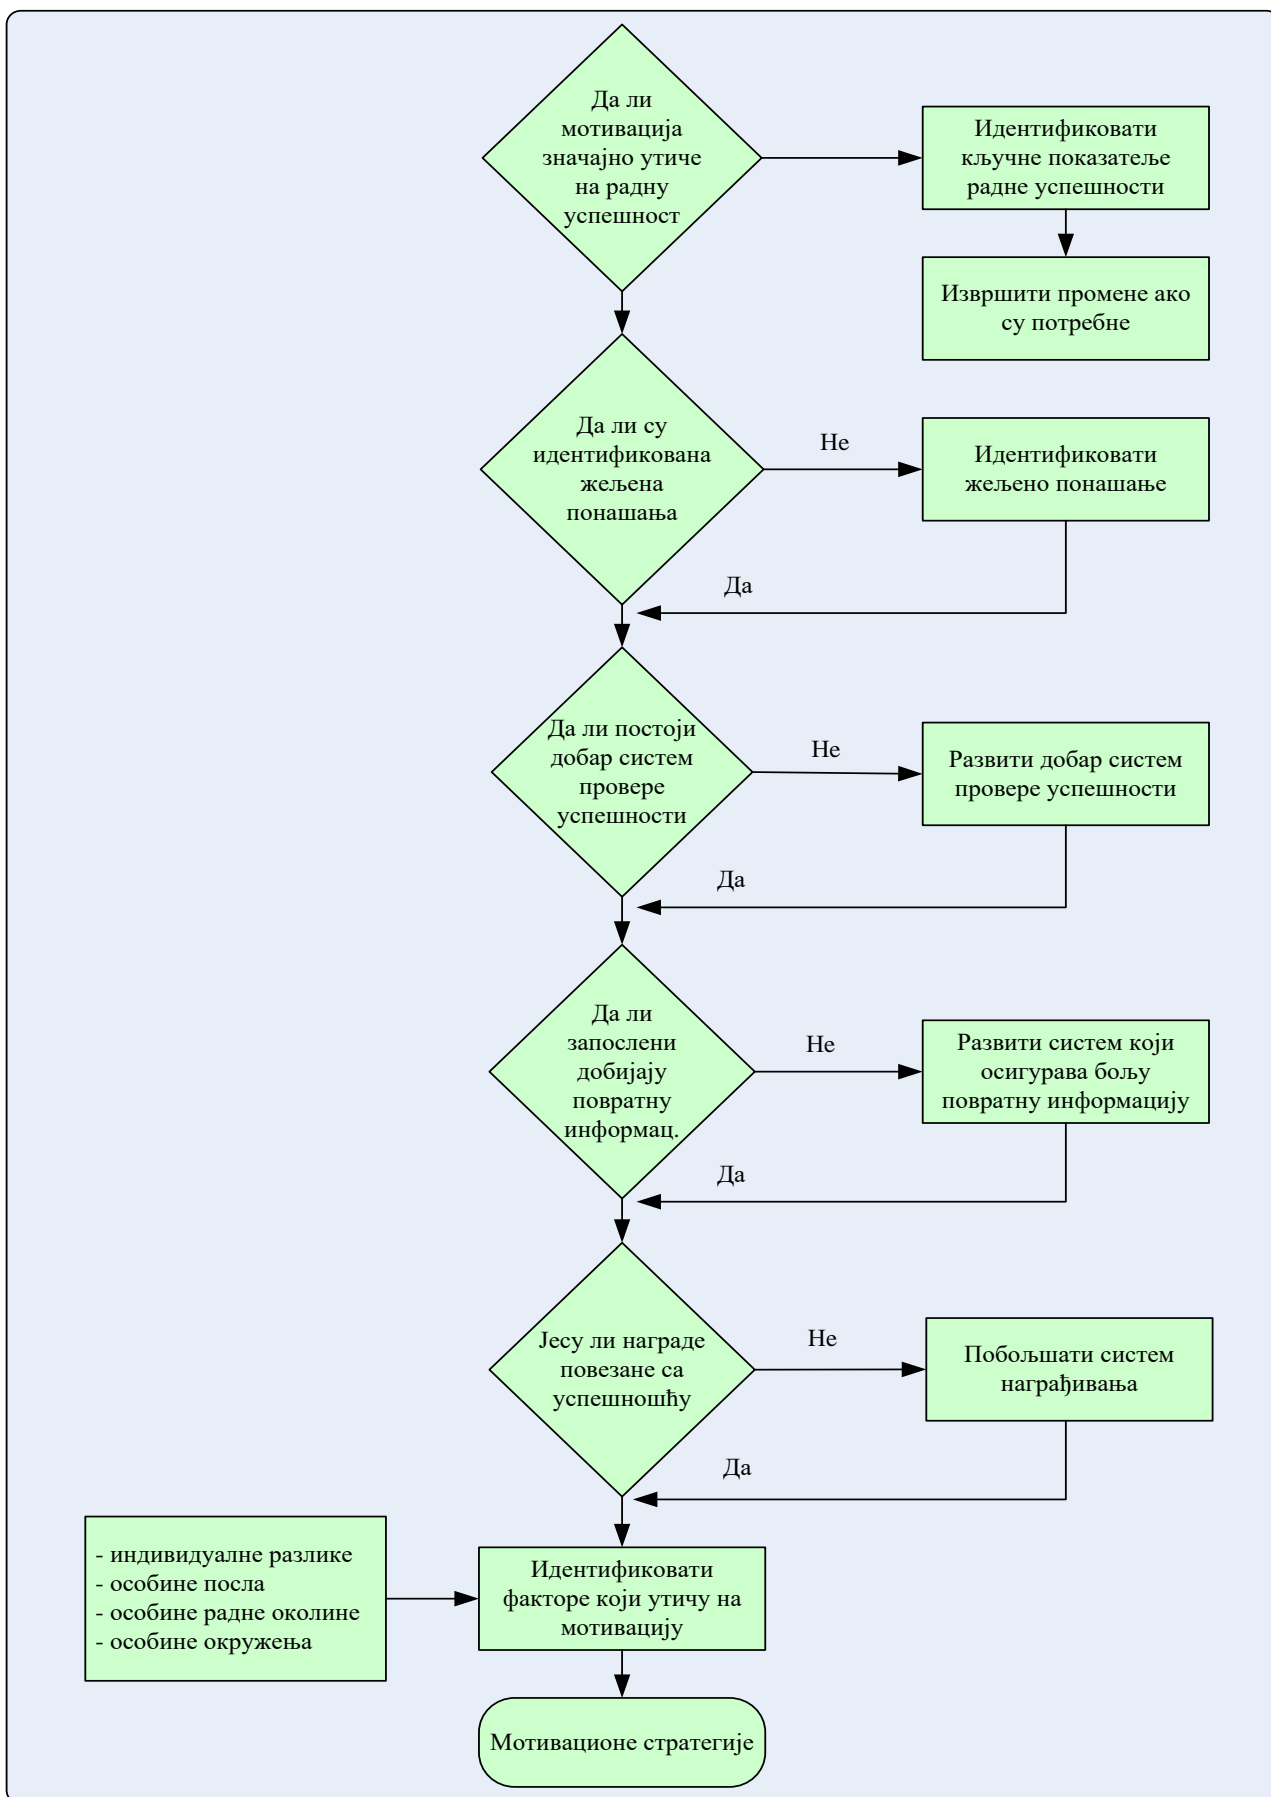 Да ли
мотивација
значајно утиче
на радну
успешност
Идентификовати
кључне показатеље
радне успешности
Извршити промене ако
су потребне
Да ли су
идентификована
жељена
понашања
Не
Идентификовати
жељено понашање
Да
Да ли постоји
добар систем
провере
успешности
Не
Развити добар систем
провере успешности
Да
Да ли
запослени
добијају
повратну
информац.
Не
Развити систем који
осигурава бољу
повратну информацију
Да
Јесу ли награде
повезане са
успешношћу
Не
Побољшати систем
награђивања
Да
- индивидуалне разлике
- особине посла
- особине радне околине
- особине окружења
Идентификовати
факторе који утичу на
мотивацију
Мотивационе стратегије